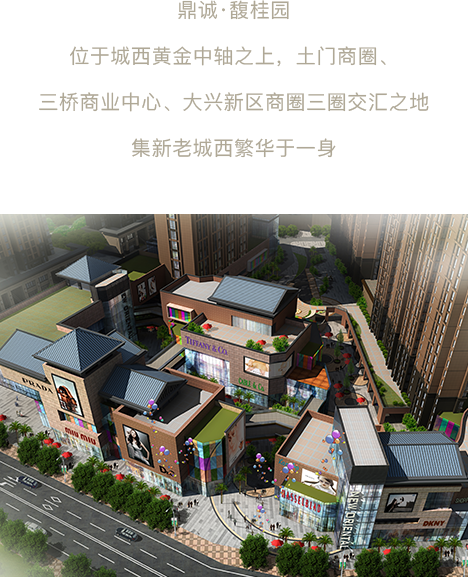 鼎诚·馥桂园
位于城西黄金中轴之上，土门商圈、
三桥商业中心、大兴新区商圈三圈交汇之地
集新老城西繁华于一身
TIFFANY & CO.
PRADA
MIU MIU
DKNY